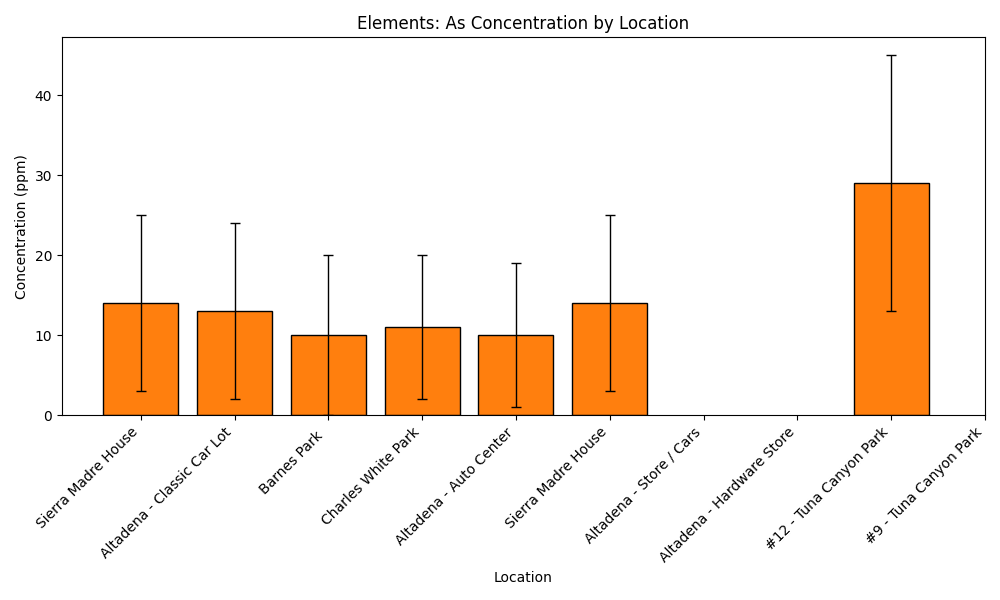 Elements: As Concentration by Location
Concentration (ppm)
40
30
20
10
0
Sierra Madre House
Altadena - Classic Car Lot
Barnes Park
Charles White Park
Altadena - Auto Center
Sierra Madre House
Altadena - Store / Cars
Altadena - Hardware Store
#12 - Tuna Canyon Park
#9 - Tuna Canyon Park
Location